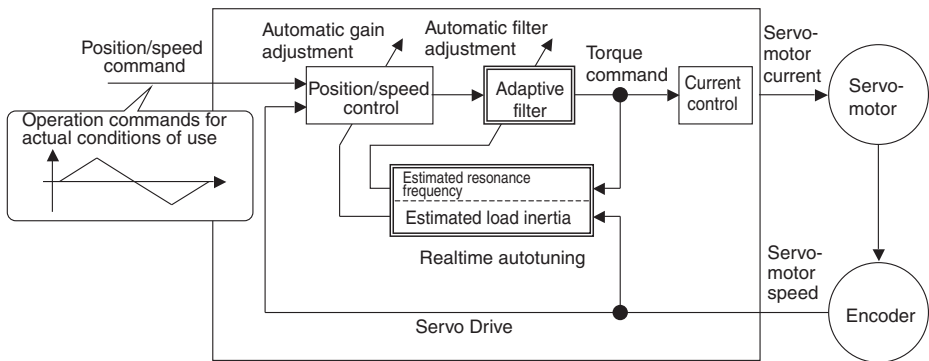 Automatic gain
adjustment
Automatic filter
adjustment
Servo-
motor
current
Position/speed
command
Torque
command
Position/speed
control
Adaptive
filter
Current
control
Servo-
motor
Operation commands for
actual conditions of use
Estimated resonance
frequency
Estimated load inertia
Realtime autotuning
Servo-
motor
speed
Encoder
Servo Drive